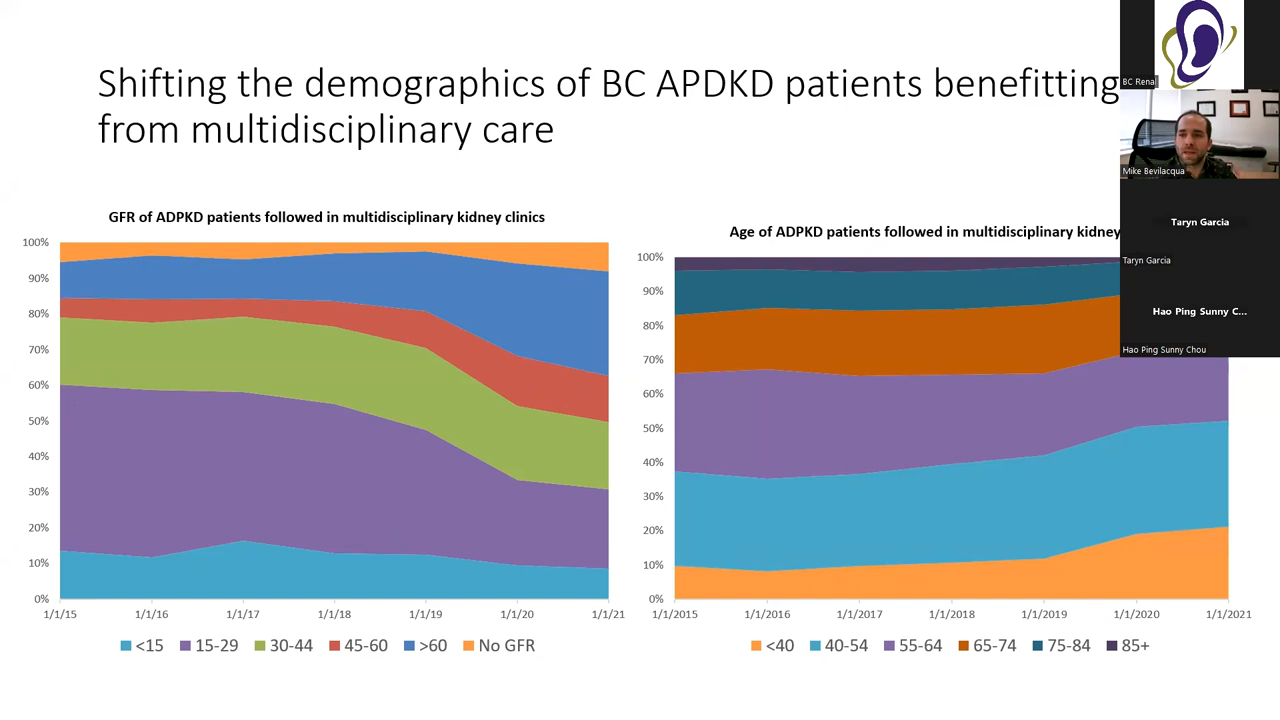 Shifting the demographics of BC APDKD patients benefitting
from multidisciplinary care
BC Renal
Mike Bevilacqua
Taryn Garcia
Taryn Garcia
Hao Ping Sunny C...
Hao Ping Sunny Chou
GFR of ADPKD patients followed in multidisciplinary kidney clinics
100%
90%
80%
70%
60%
50%
40%
30%
20%
10%
0%
1/1/15 1/1/16 1/1/17 1/1/18 1/1/19 1/1/20 1/1/21
<15 15-29 30-44 45-60 >60 No GFR
Age of ADPKD patients followed in multidisciplinary kidney
100%
90%
80%
70%
60%
50%
40%
30%
20%
10%
0%
1/1/2015 1/1/2016 1/1/2017 1/1/2018 1/1/2019 1/1/2020 1/1/2021
<40 40-54 55-64 65-74 75-84 85+